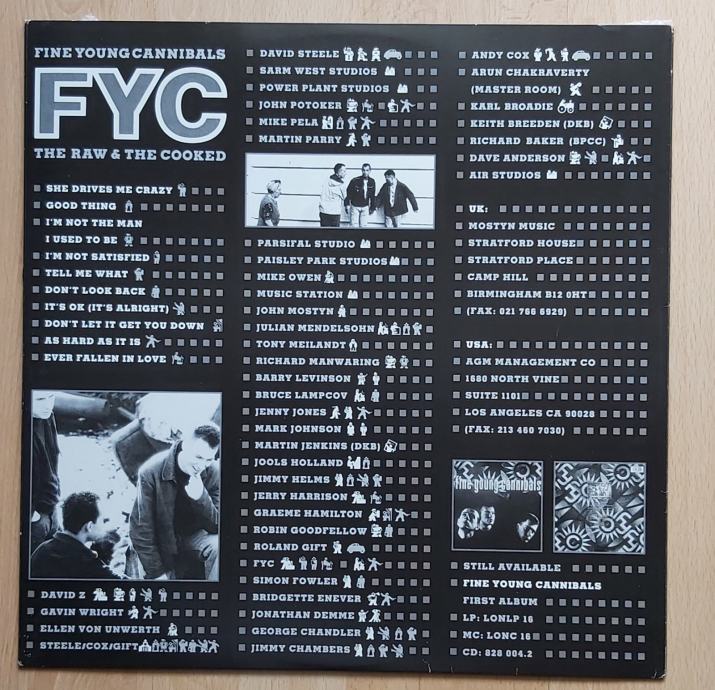 FINE YOUNG CANNIBALS
FYC
THE RAW & THE COOKED
SHE DRIVES ME CRAZY
GOOD THING
I'M NOT THE MAN
I USED TO BE
I'M NOT SATISFIED
TELL ME WHAT
DON'T LOOK BACK
IT'S OK (IT'S ALRIGHT)
DON'T LET IT GET YOU DOWN
AS HARD AS IT IS
EVER FALLEN IN LOVE
DAVID Z
GAVIN WRIGHT
ELLEN VON UNWERTH
STEELE/COX/GIFT
DAVID STEELE
SARM WEST STUDIOS
POWER PLANT STUDIOS
JOHN POTOKER
MIKE PELA
MARTIN PARRY
PARSIFAL STUDIO
PAISLEY PARK STUDIOS
MIKE OWEN
MUSIC STATION
JOHN MOSTYN
JULIAN MENDELSOHN
TONY MEILANDT
RICHARD MANWARING
BARRY LEVINSON
BRUCE LAMPCOV
JENNY JONES
MARK JOHNSON
MARTIN JENKINS (DKB)
JOOLS HOLLAND
JIMMY HELMS
JERRY HARRISON
GRAEME HAMILTON
ROBIN GOODFELLOW
ROLAND GIFT
FYC
SIMON FOWLER
BRIDGETTE ENEVER
JONATHAN DEMME
GEORGE CHANDLER
JIMMY CHAMBERS
ANDY COX
ARUN CHAKRAVERTY
(MASTER ROOM)
KARL BROADIE
KEITH BREEDEN (DKB)
RICHARD BAKER (BPCC)
DAVE ANDERSON
AIR STUDIOS
UK:
MOSTYN MUSIC
STRATFORD HOUSE
STRATFORD PLACE
CAMP HILL
BIRMINGHAM B12 0HT
(FAX: 021 766 6929)
USA:
AGM MANAGEMENT CO
1680 NORTH VINE
SUITE 1101
LOS ANGELES CA 90028
(FAX: 213 460 7030)
fine young cannibals
STILL AVAILABLE
FINE YOUNG CANNIBALS
FIRST ALBUM
LP: LONLP 16
MC: LONC 16
CD: 828 004.2